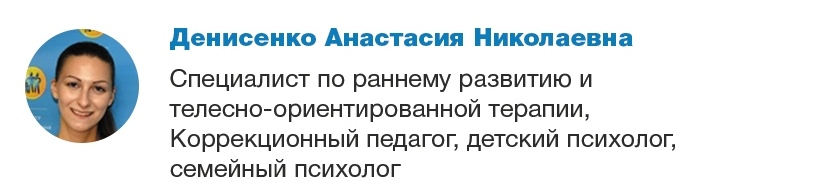 Денисенко Анастасия Николаевна
Специалист по раннему развитию и
телесно-ориентированной терапии,
Коррекционный педагог, детский психолог,
семейный психолог